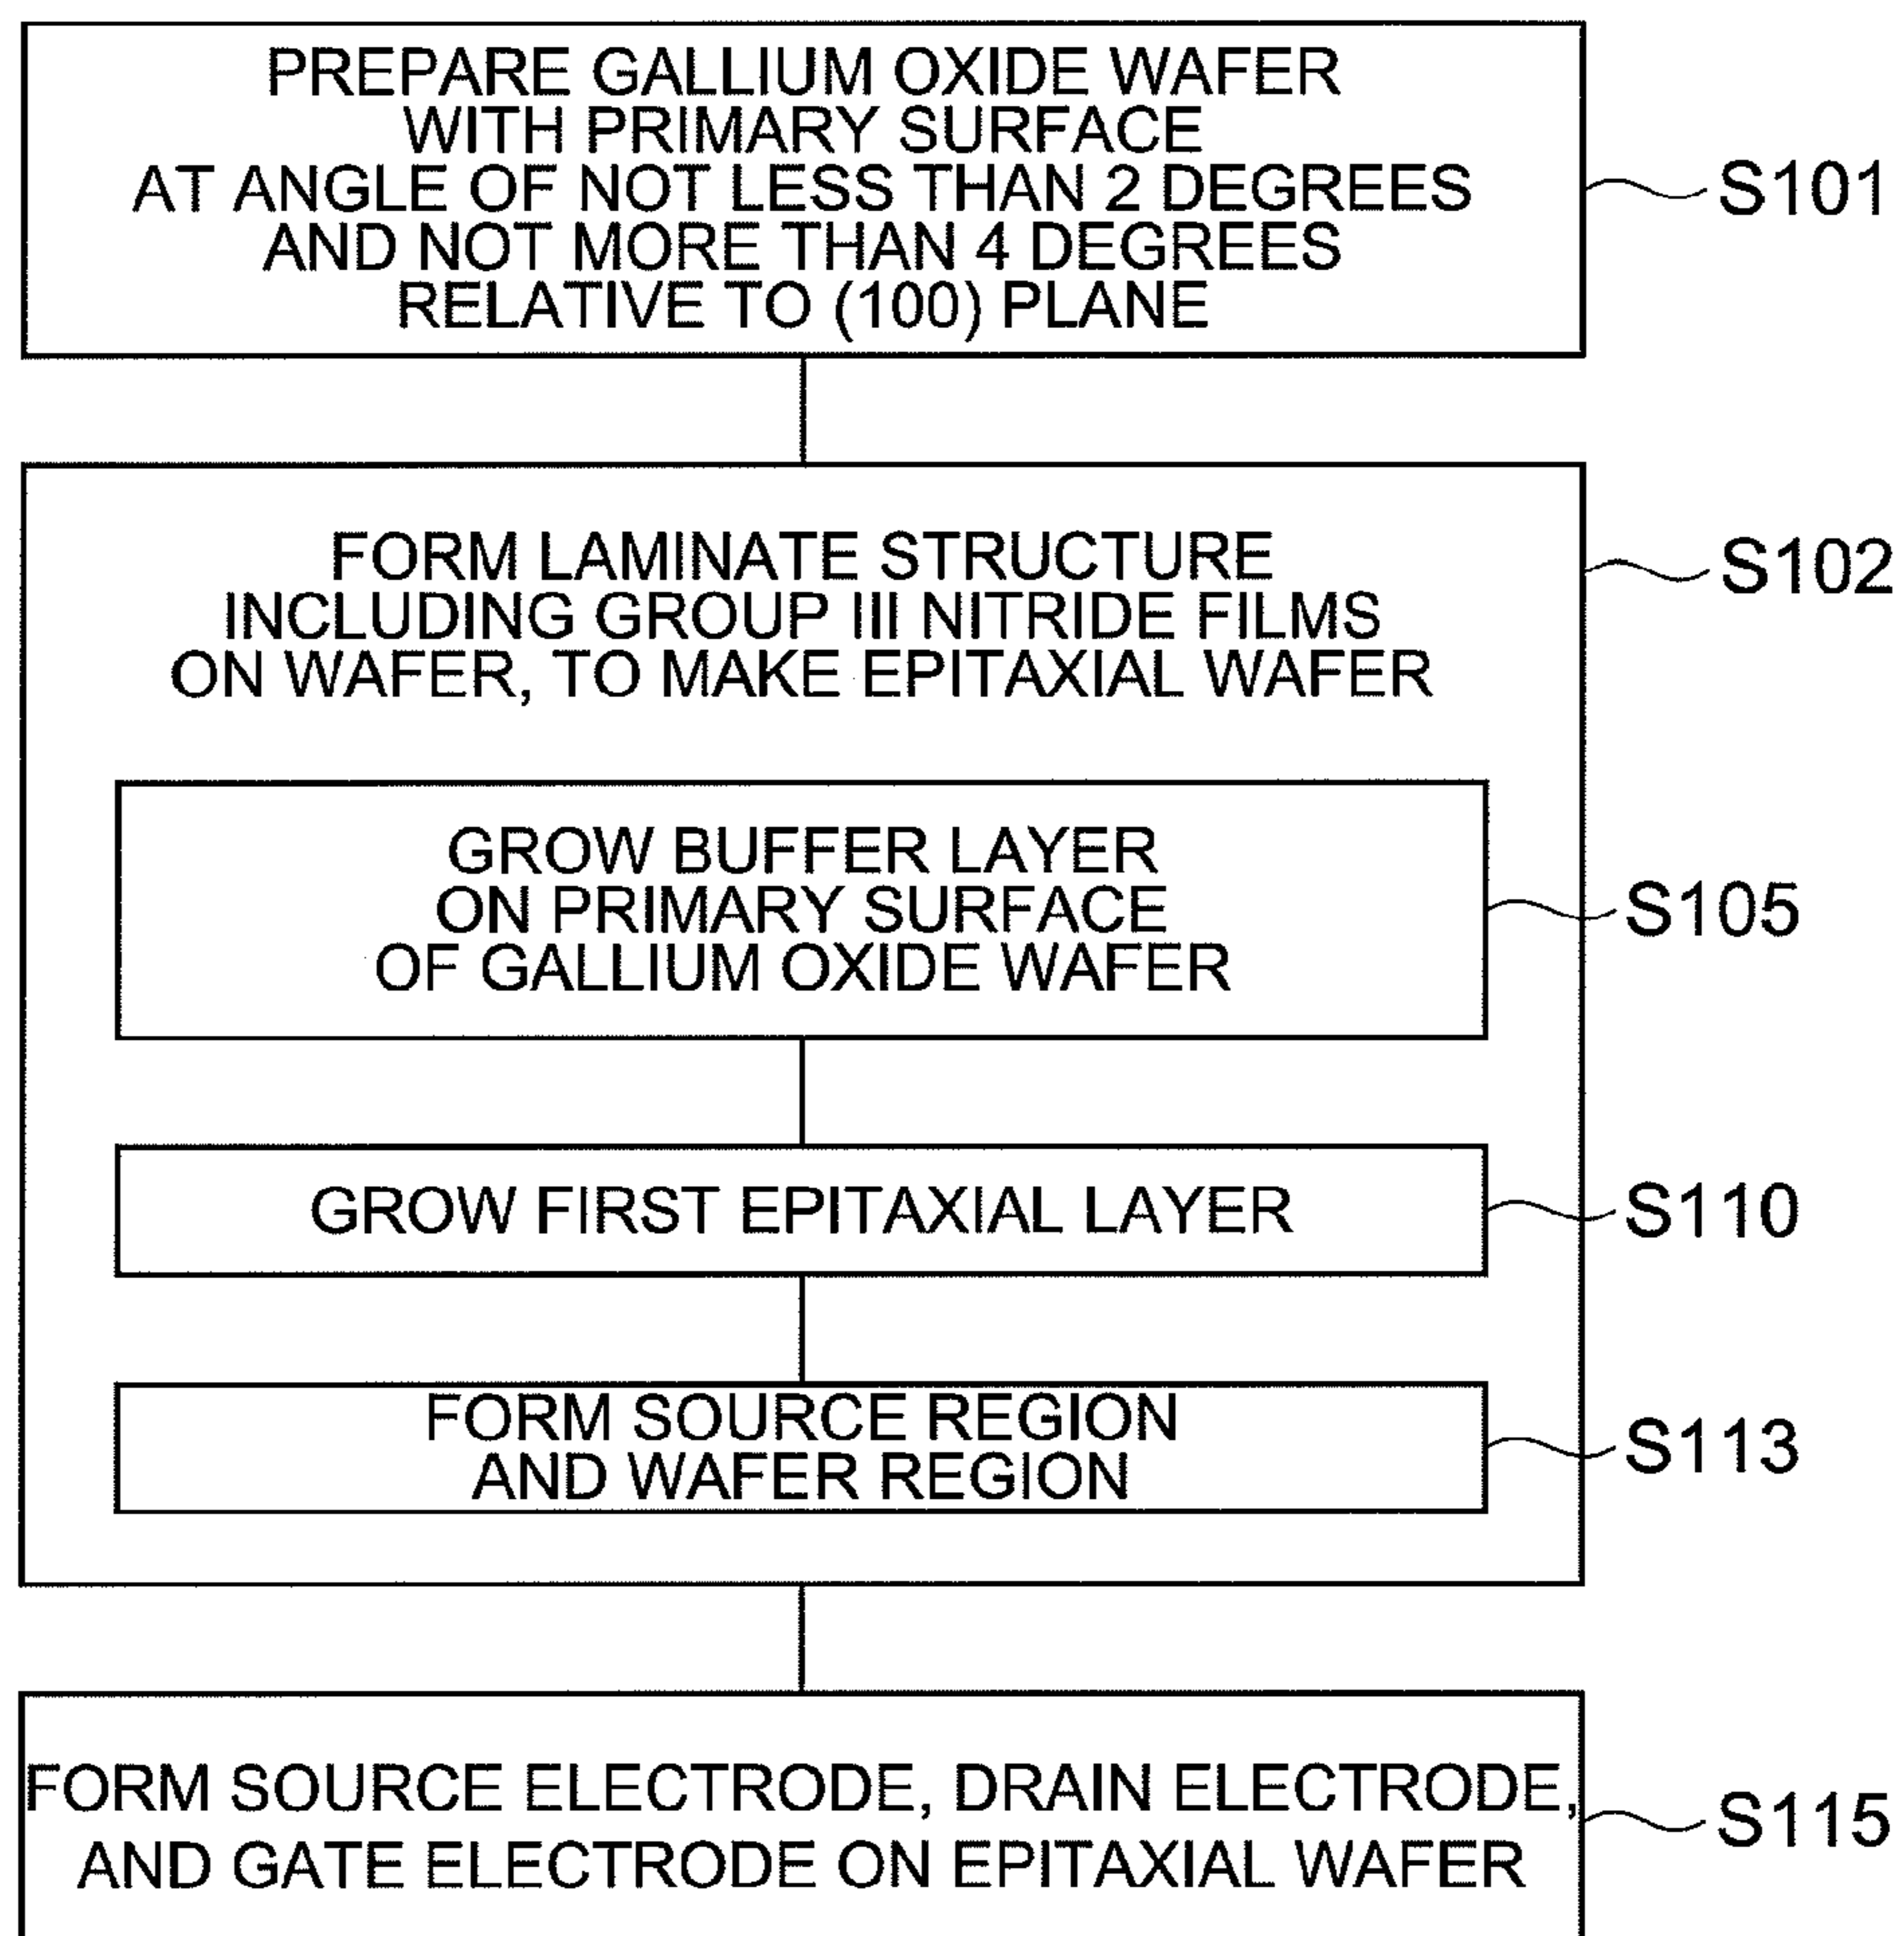 PREPARE GALLIUM OXIDE WAFER
WITH PRIMARY SURFACE
AT ANGLE OF NOT LESS THAN 2 DEGREES
AND NOT MORE THAN 4 DEGREES
RELATIVE TO (100) PLANE
S101
FORM LAMINATE STRUCTURE
INCLUDING GROUP III NITRIDE FILMS
ON WAFER, TO MAKE EPITAXIAL WAFER
S102
GROW BUFFER LAYER
ON PRIMARY SURFACE
OF GALLIUM OXIDE WAFER
S105
GROW FIRST EPITAXIAL LAYER
S110
FORM SOURCE REGION
AND WAFER REGION
S113
FORM SOURCE ELECTRODE, DRAIN ELECTRODE,
AND GATE ELECTRODE ON EPITAXIAL WAFER
S115